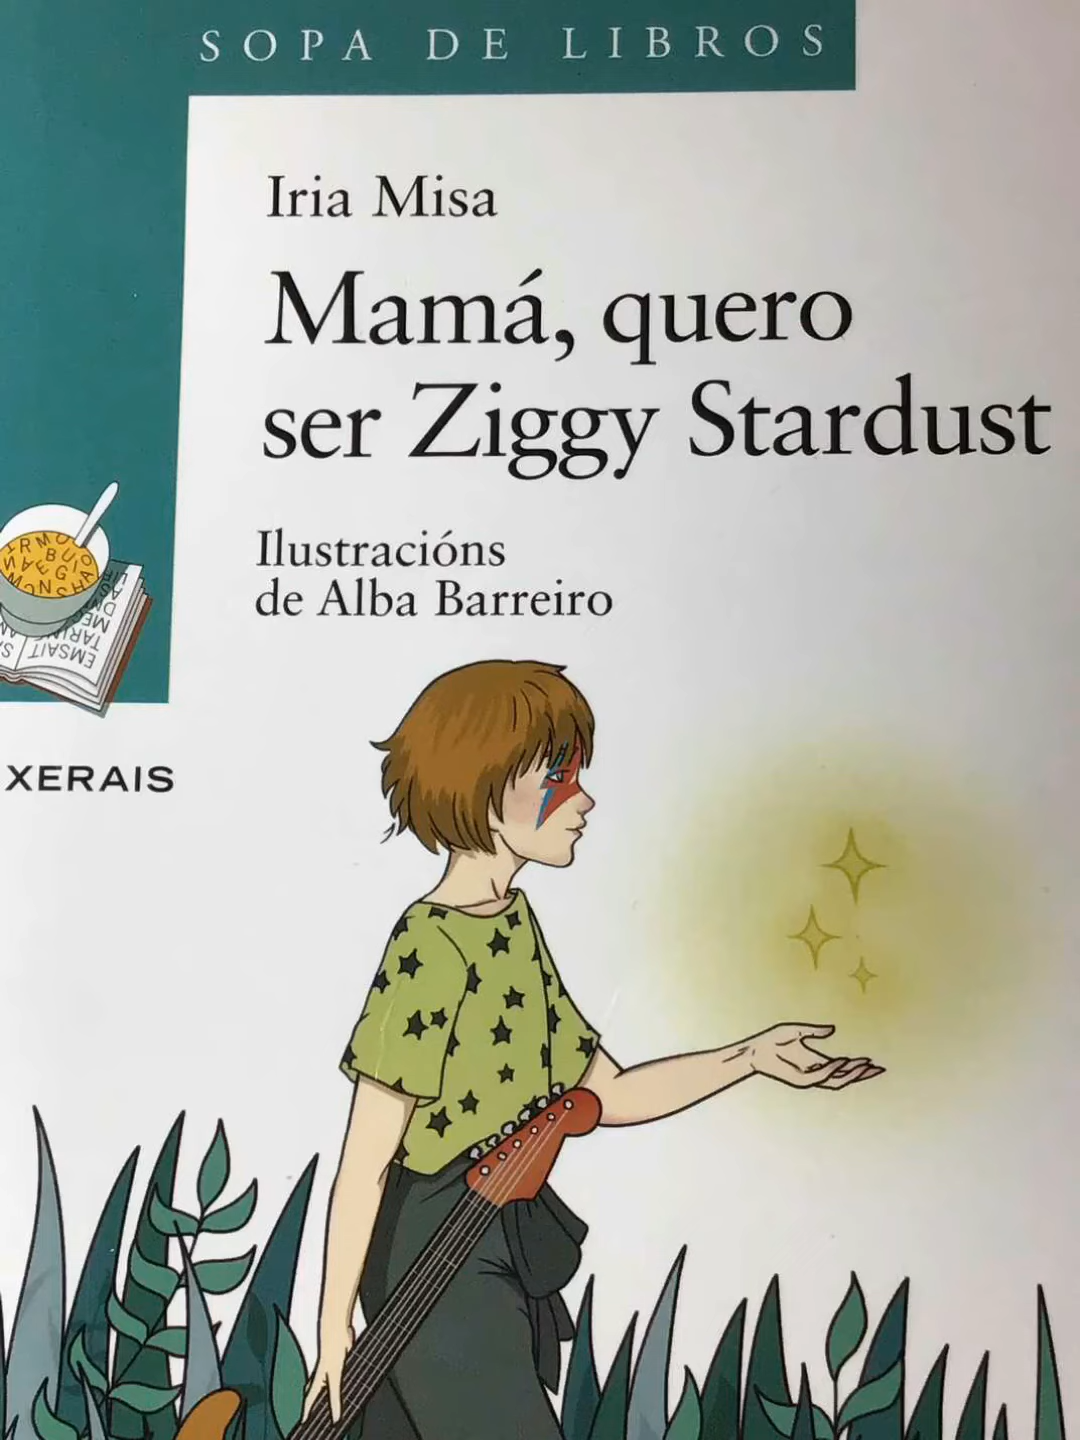 SOPA DE LIBROS
Iria Misa
Mamá, quero
ser Ziggy Stardust
Ilustracións
de Alba Barreiro
XERAIS